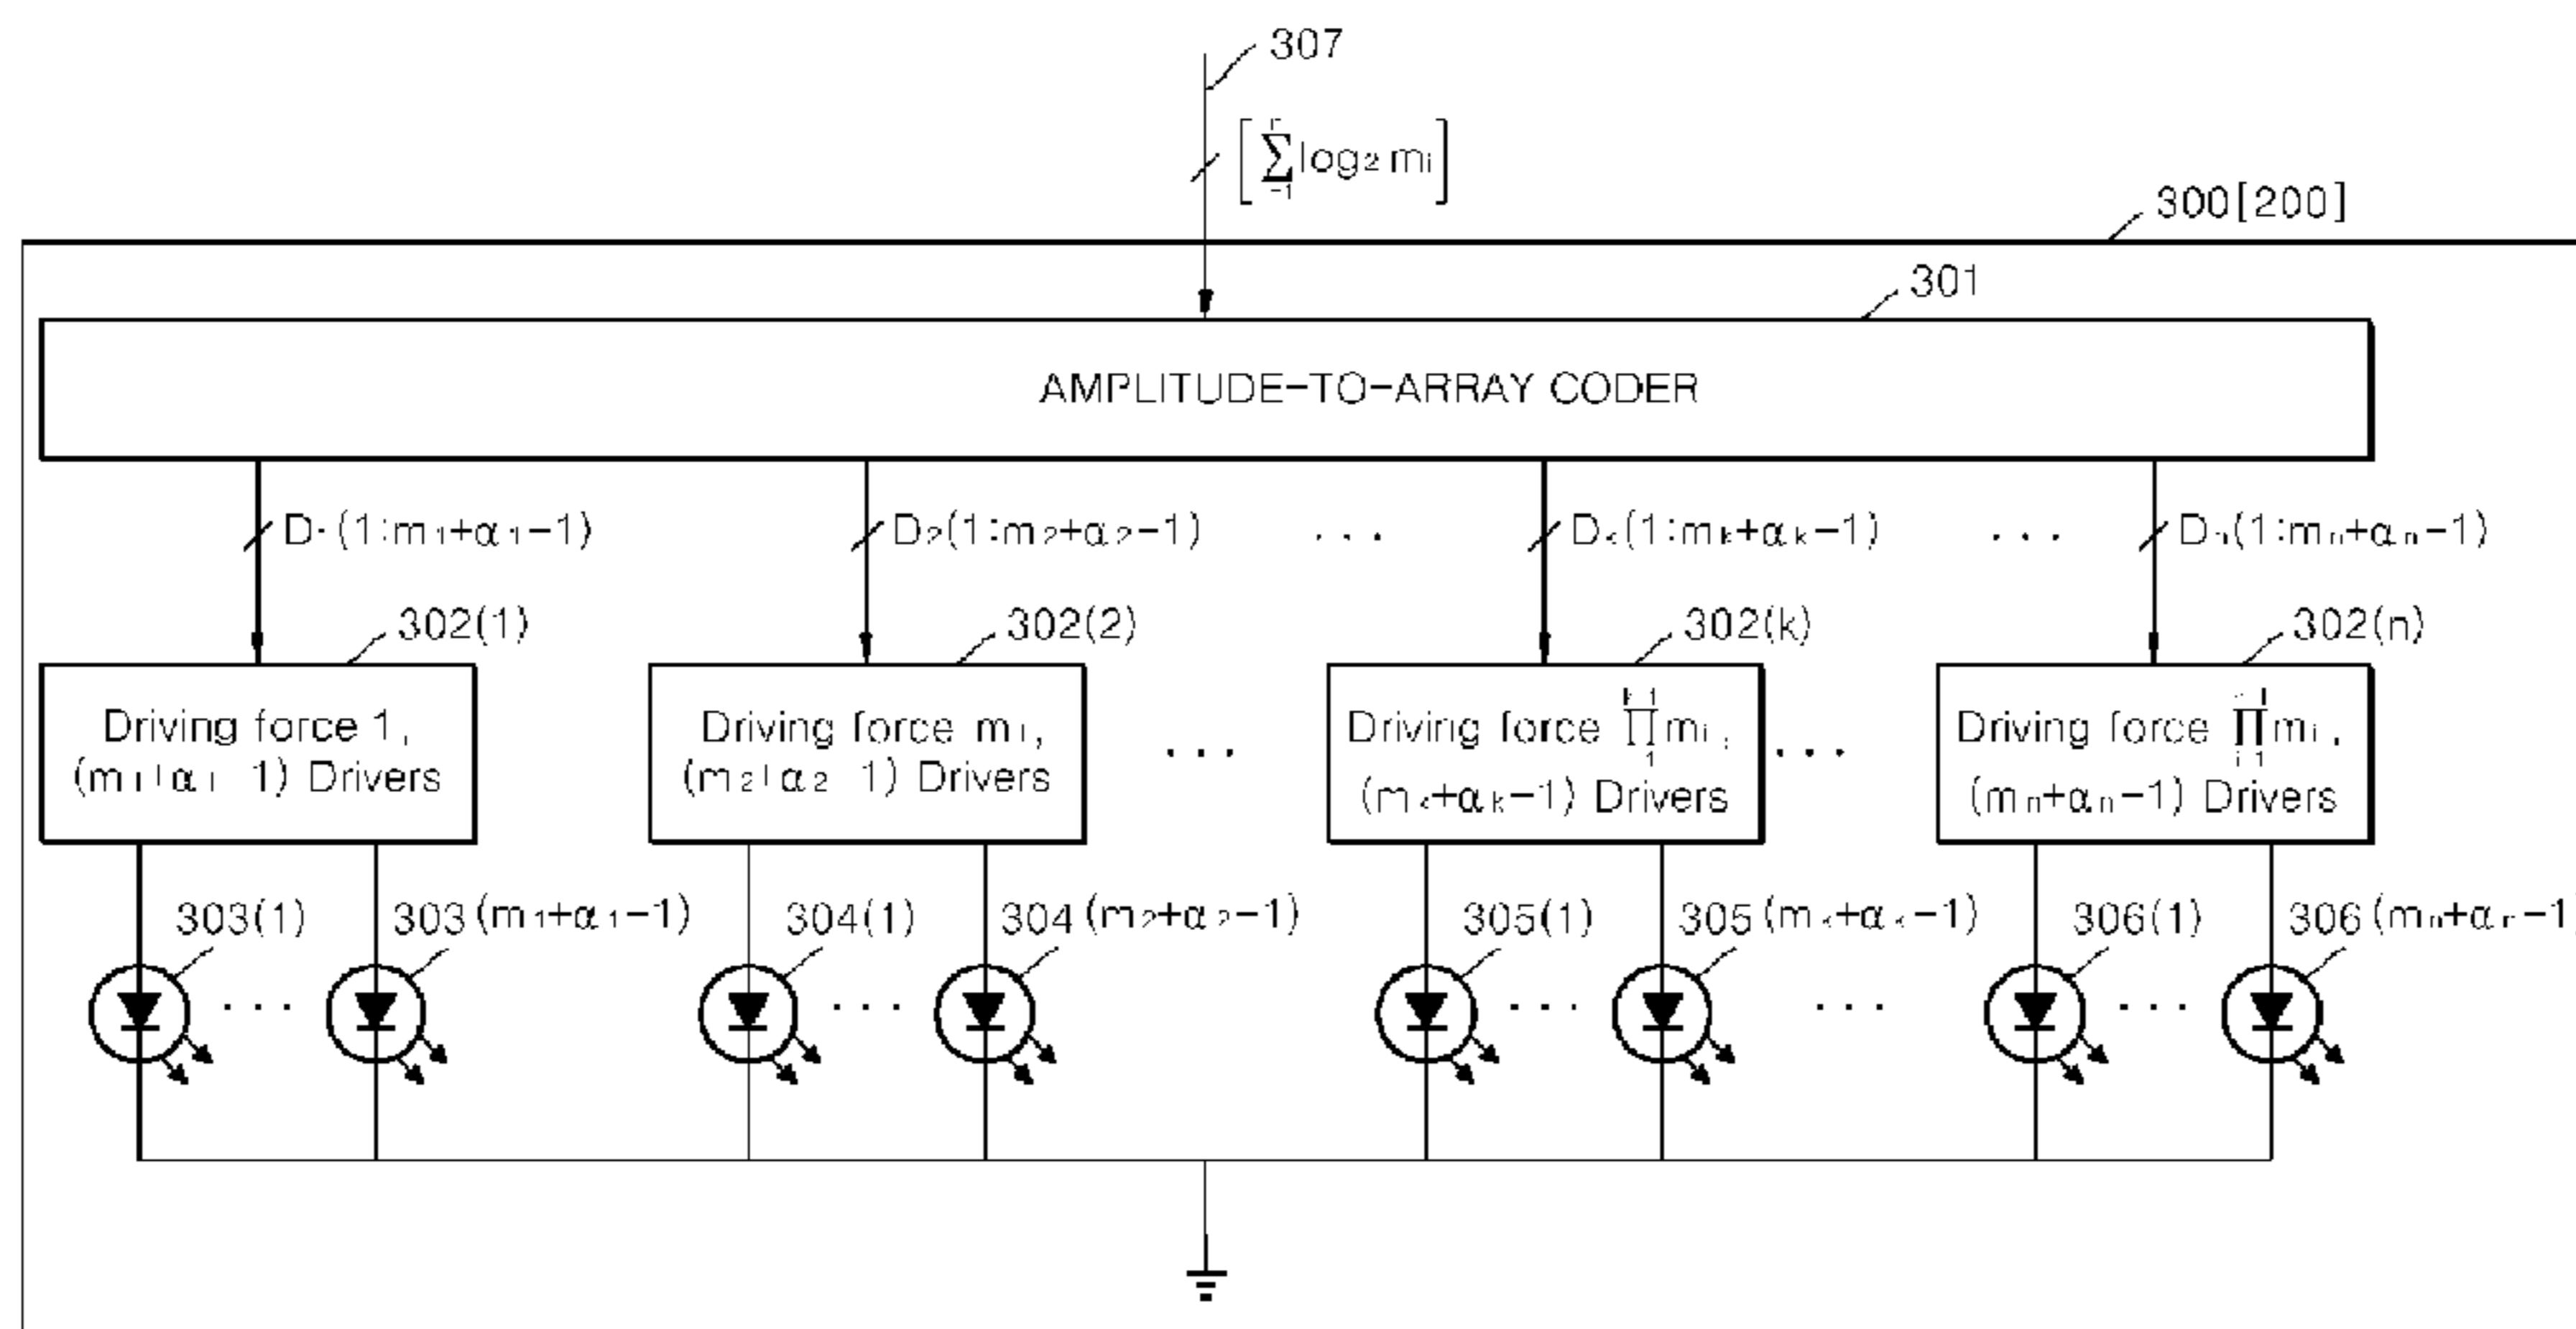 307
[∑ log₂ mᵢ]
300[200]
301
AMPLITUDE-TO-ARRAY CODER
D₁(1:m₁+α₁-1)
D₂(1:m₂+α₂-1)
...
Dₖ(1:mₖ+αₖ-1)
...
Dₙ(1:mₙ+αₙ-1)
302(1)
302(2)
302(k)
302(n)
Driving force 1,
(m₁+α₁-1) Drivers
Driving force m₁,
(m₂+α₂-1) Drivers
...
Driving force ∏mᵢ,
(mₖ+αₖ-1) Drivers
...
Driving force ∏mᵢ,
(mₙ+αₙ-1) Drivers
303(1)
303(m₁+α₁-1)
304(1)
304(m₂+α₂-1)
305(1)
305(mₖ+αₖ-1)
306(1)
306(mₙ+αₙ-1